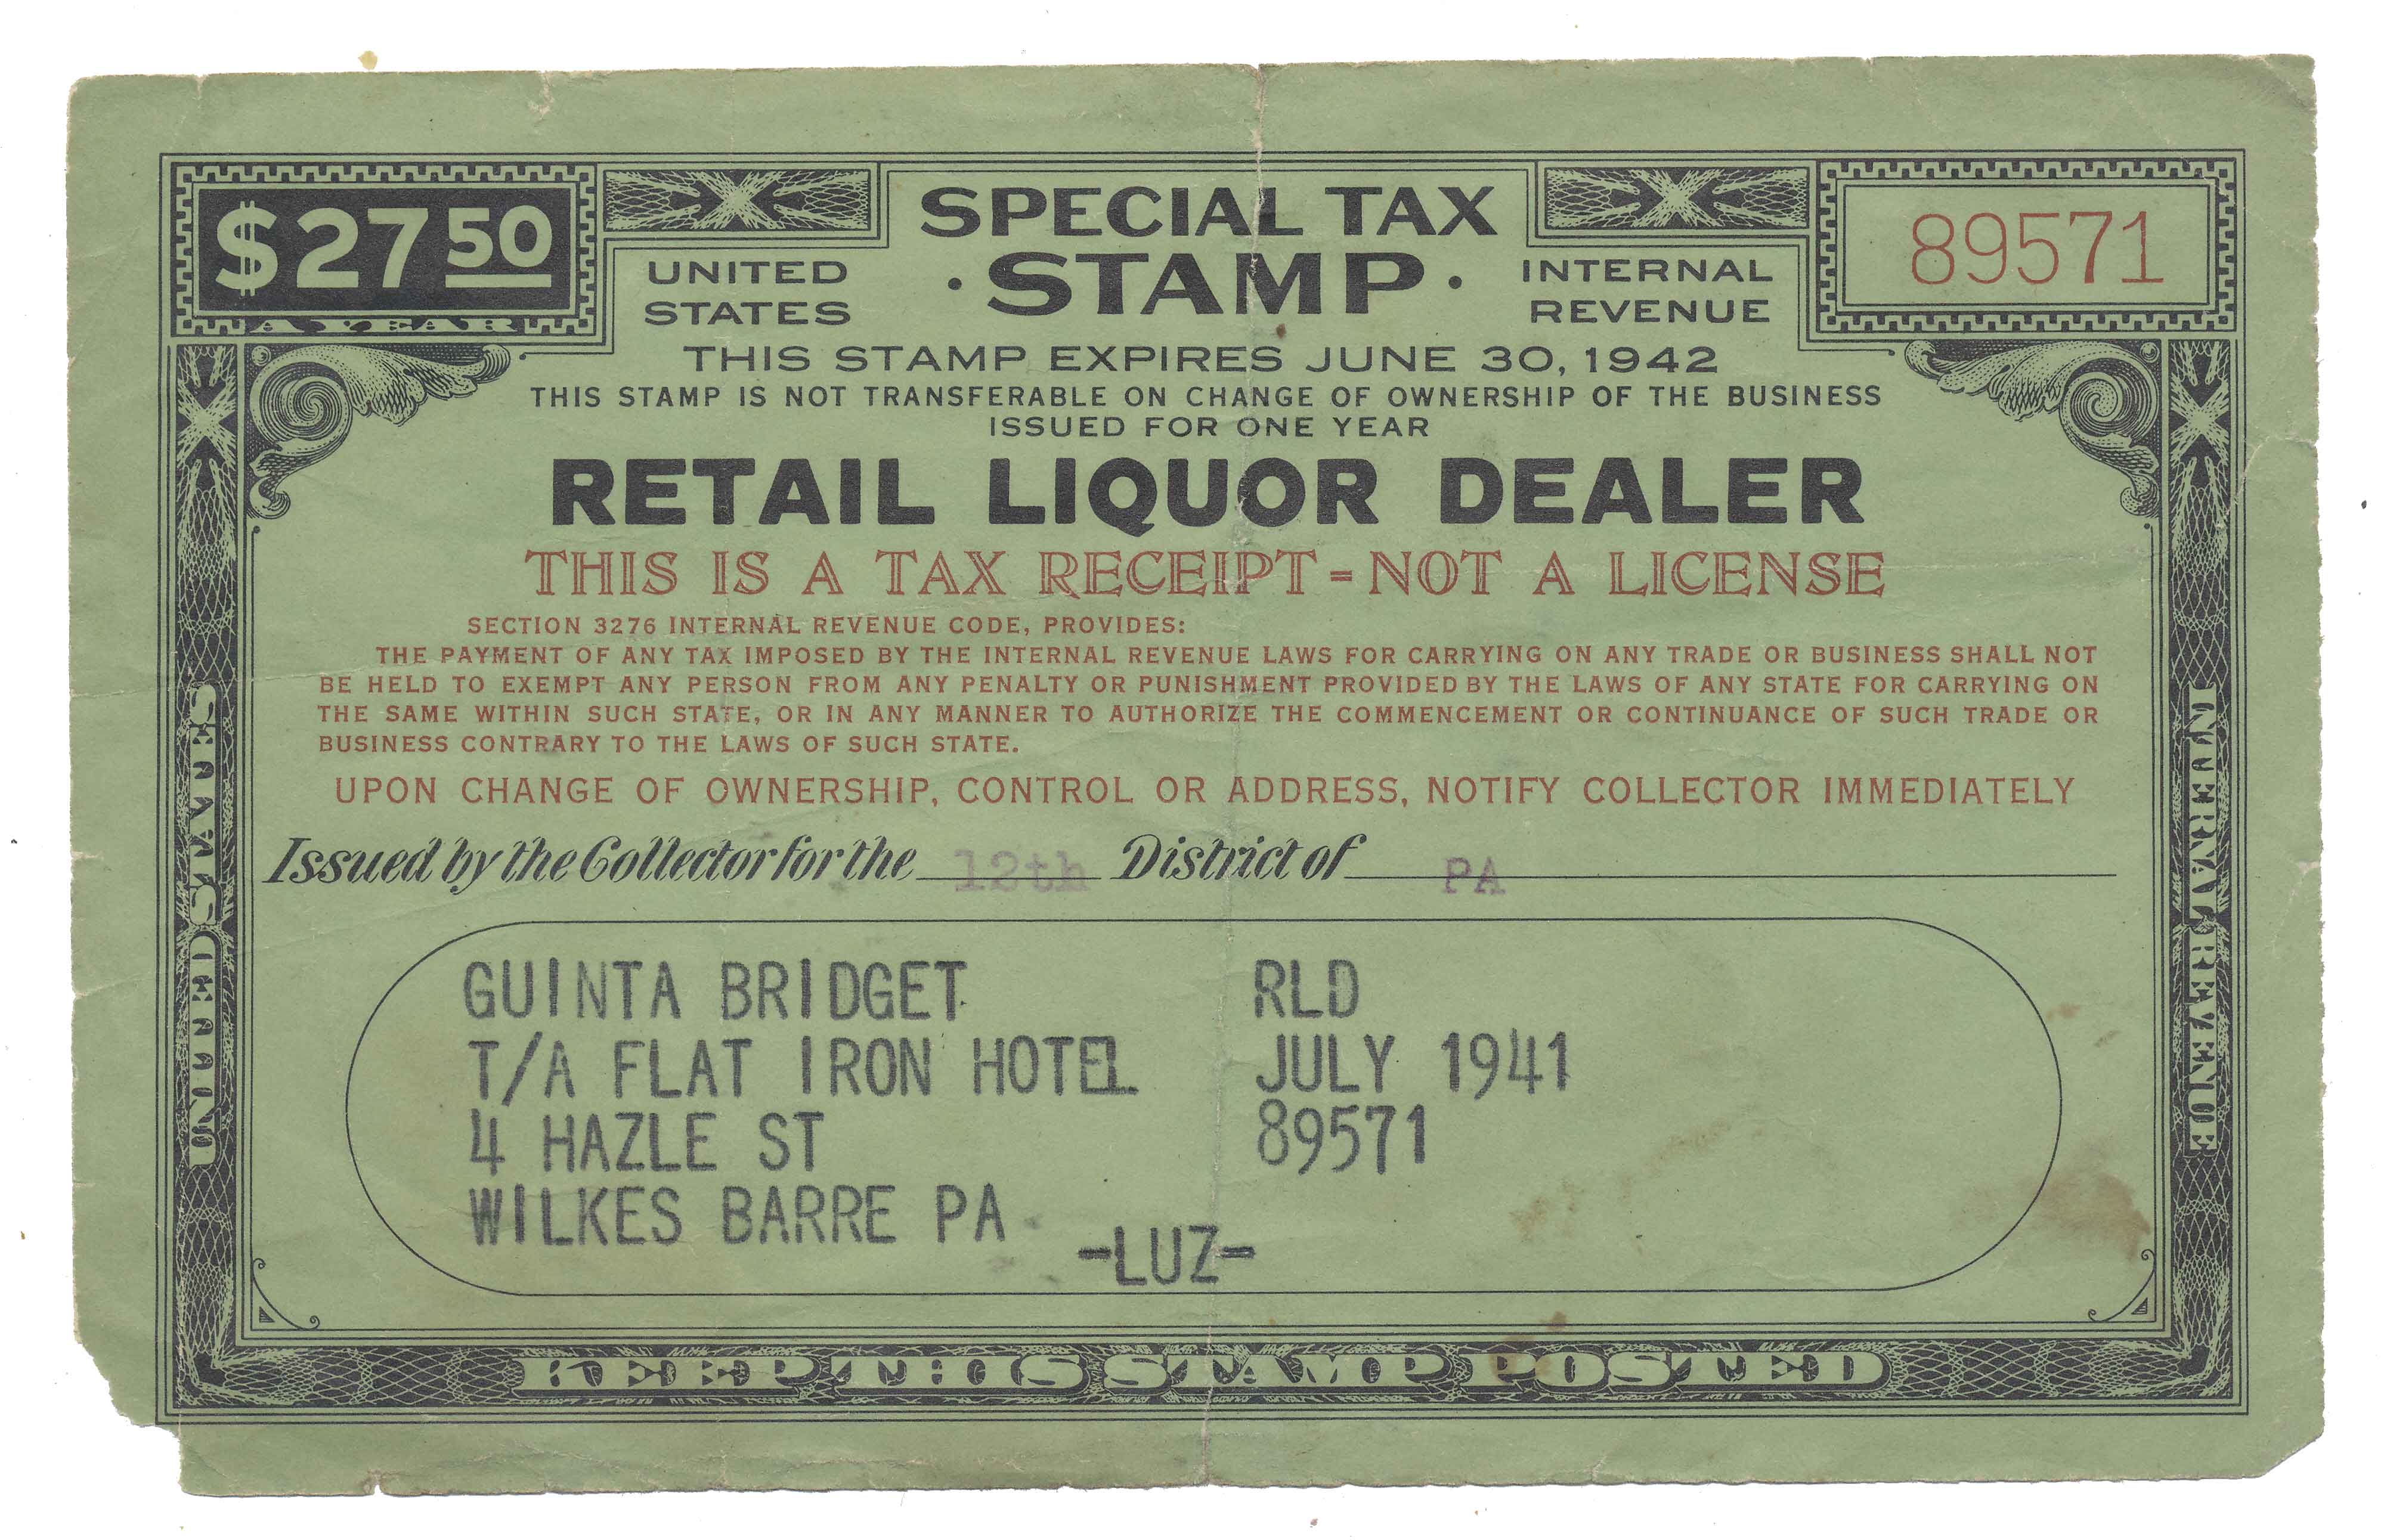 $27 50
A YEAR
SPECIAL TAX
· STAMP ·
UNITED STATES
INTERNAL REVENUE
89571
THIS STAMP EXPIRES JUNE 30, 1942
THIS STAMP IS NOT TRANSFERABLE ON CHANGE OF OWNERSHIP OF THE BUSINESS
ISSUED FOR ONE YEAR
RETAIL LIQUOR DEALER
THIS IS A TAX RECEIPT=NOT A LICENSE
SECTION 3276 INTERNAL REVENUE CODE, PROVIDES:
THE PAYMENT OF ANY TAX IMPOSED BY THE INTERNAL REVENUE LAWS FOR CARRYING ON ANY TRADE OR BUSINESS SHALL NOT
BE HELD TO EXEMPT ANY PERSON FROM ANY PENALTY OR PUNISHMENT PROVIDED BY THE LAWS OF ANY STATE FOR CARRYING ON
THE SAME WITHIN SUCH STATE, OR IN ANY MANNER TO AUTHORIZE THE COMMENCEMENT OR CONTINUANCE OF SUCH TRADE OR
BUSINESS CONTRARY TO THE LAWS OF SUCH STATE.
UPON CHANGE OF OWNERSHIP, CONTROL OR ADDRESS, NOTIFY COLLECTOR IMMEDIATELY
Issued by the Collector for the 12th District of PA
GUINTA BRIDGET RLD
T/A FLAT IRON HOTEL JULY 1941
4 HAZLE ST 89571
WILKES BARRE PA
-LUZ-
UNITED STATES
INTERNAL REVENUE
KEEP THIS STAMP POSTED